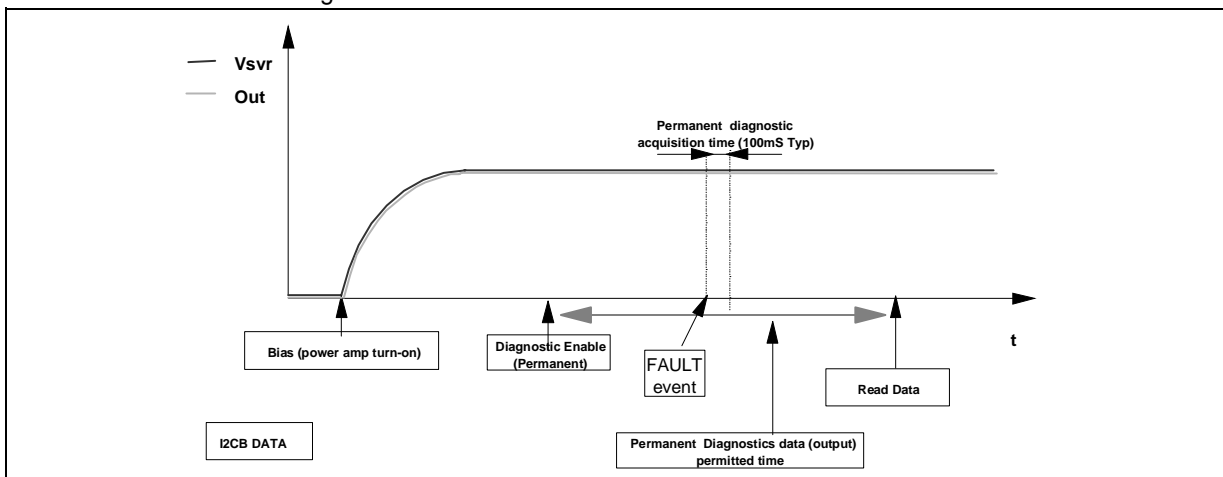 Vsvr
Out
Permanent diagnostic
acquisition time (100mS Typ)
t
Bias (power amp turn-on)
Diagnostic Enable
(Permanent)
FAULT
event
Read Data
I2CB DATA
Permanent Diagnostics data (output)
permitted time